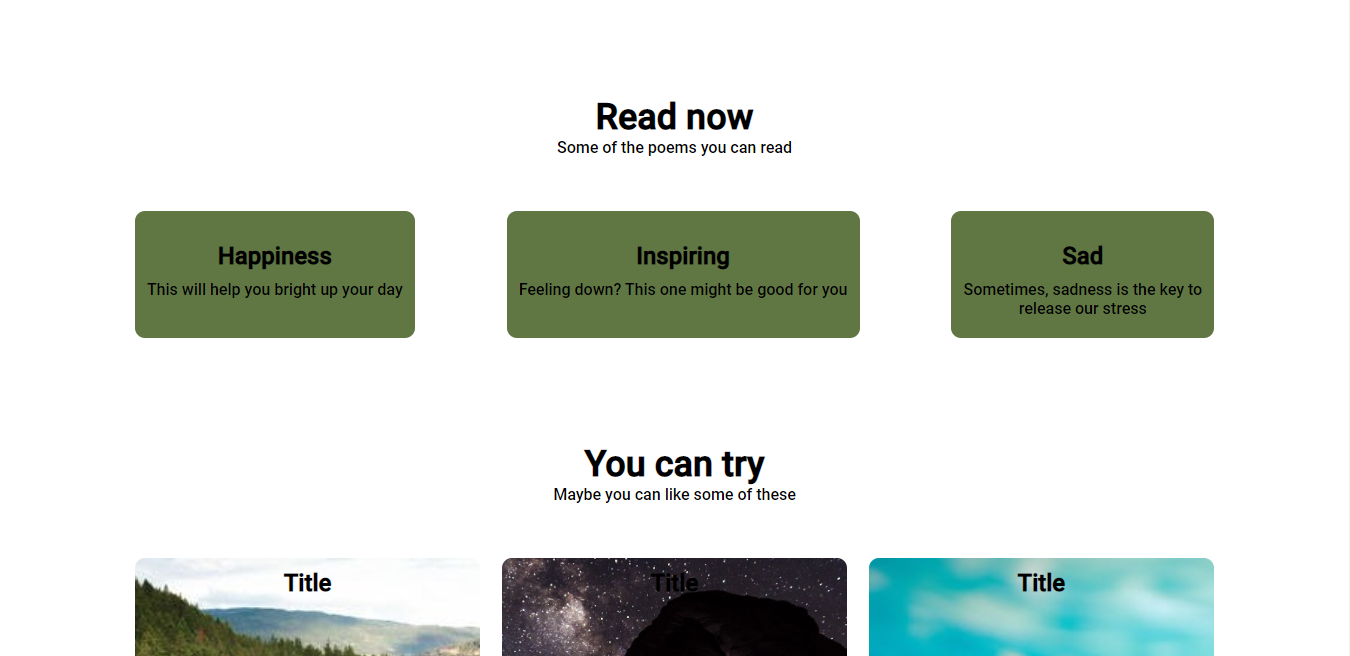 Read now
Some of the poems you can read
Happiness
This will help you bright up your day
Inspiring
Feeling down? This one might be good for you
Sad
Sometimes, sadness is the key to
release our stress
You can try
Maybe you can like some of these
Title
Title
Title